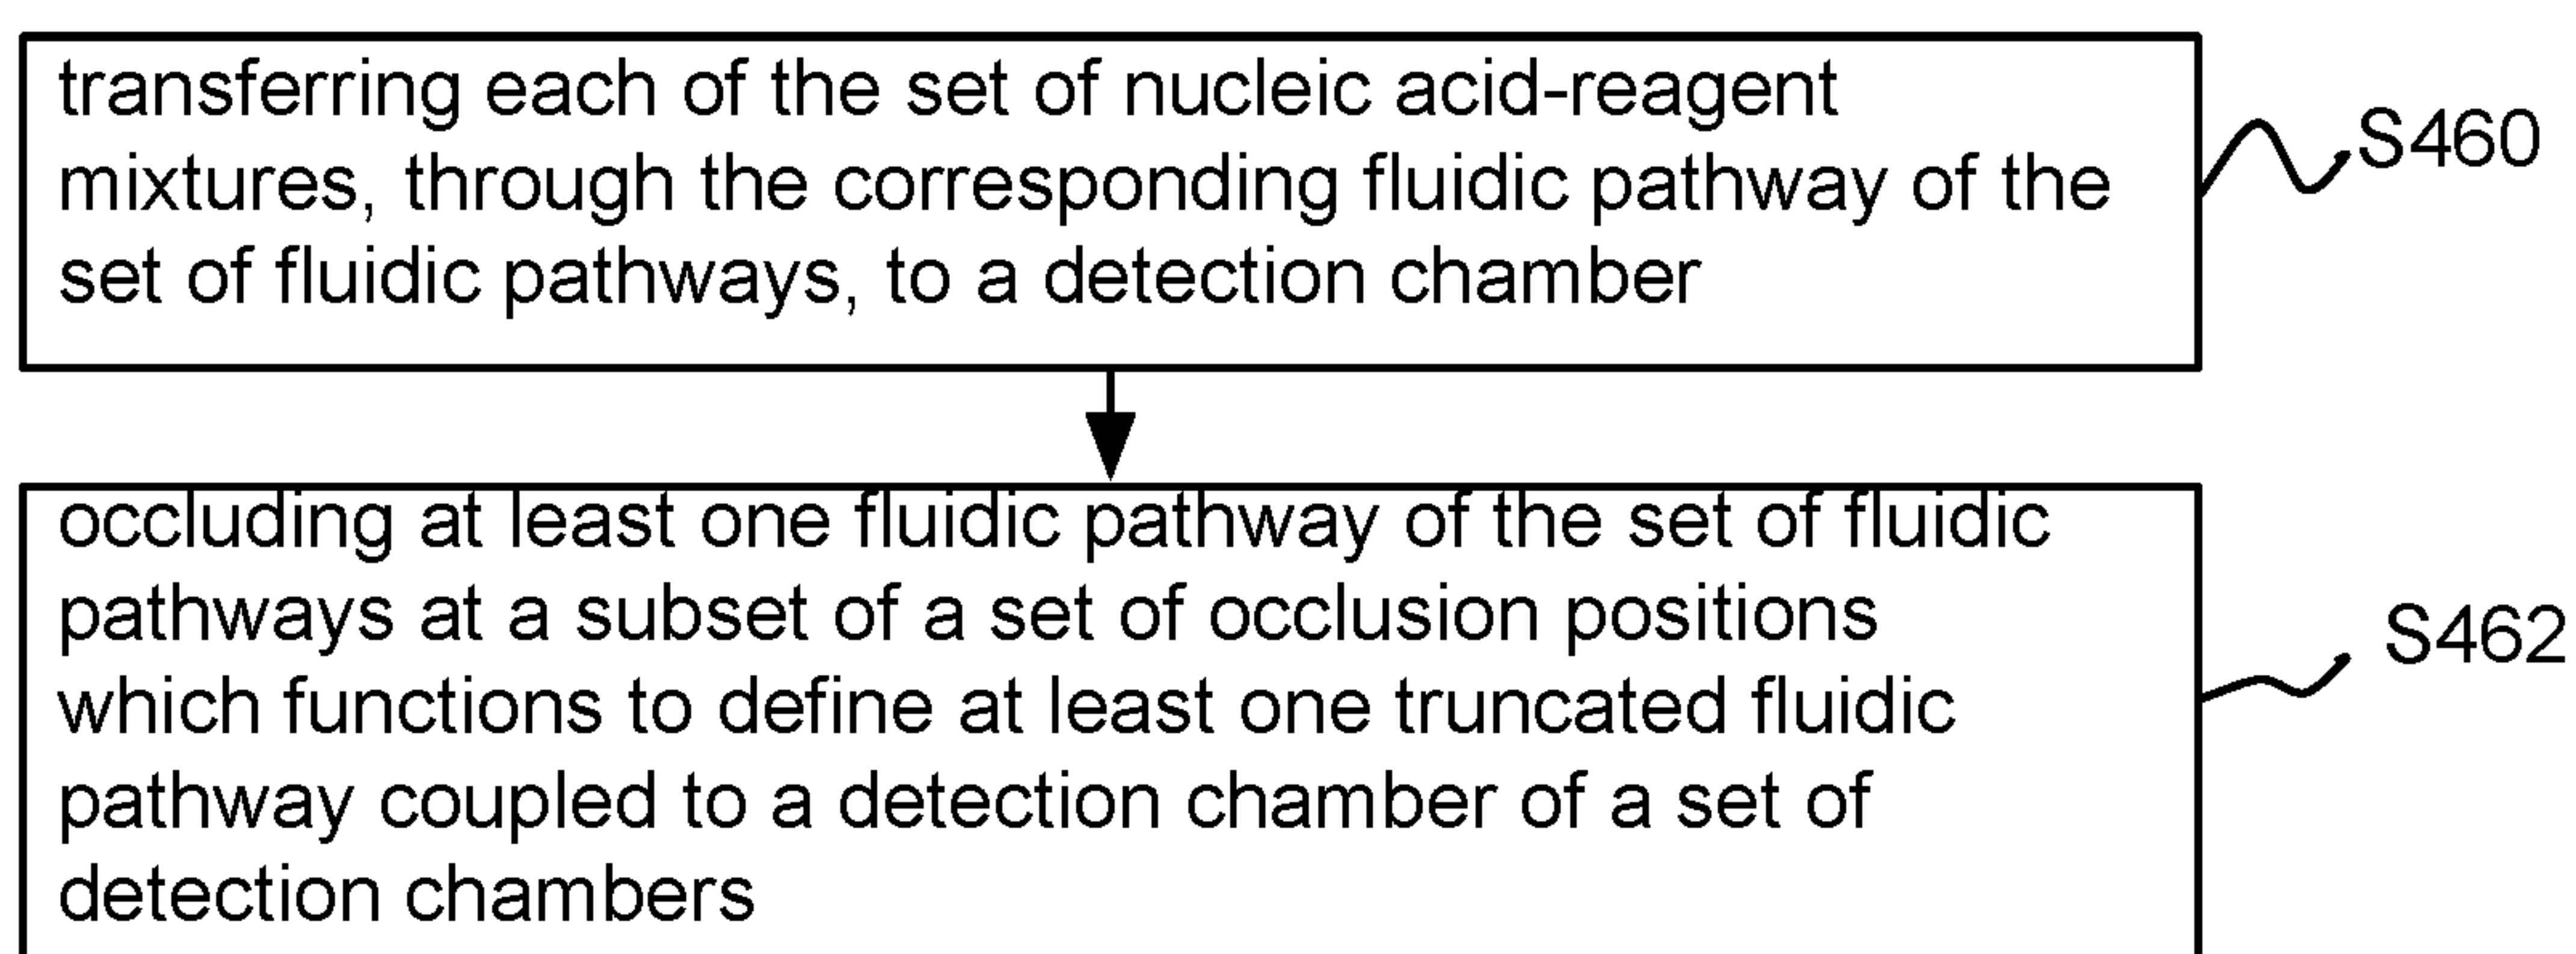 transferring each of the set of nucleic acid-reagent
mixtures, through the corresponding fluidic pathway of the
set of fluidic pathways, to a detection chamber
S460
occluding at least one fluidic pathway of the set of fluidic
pathways at a subset of a set of occlusion positions
which functions to define at least one truncated fluidic
pathway coupled to a detection chamber of a set of
detection chambers
S462